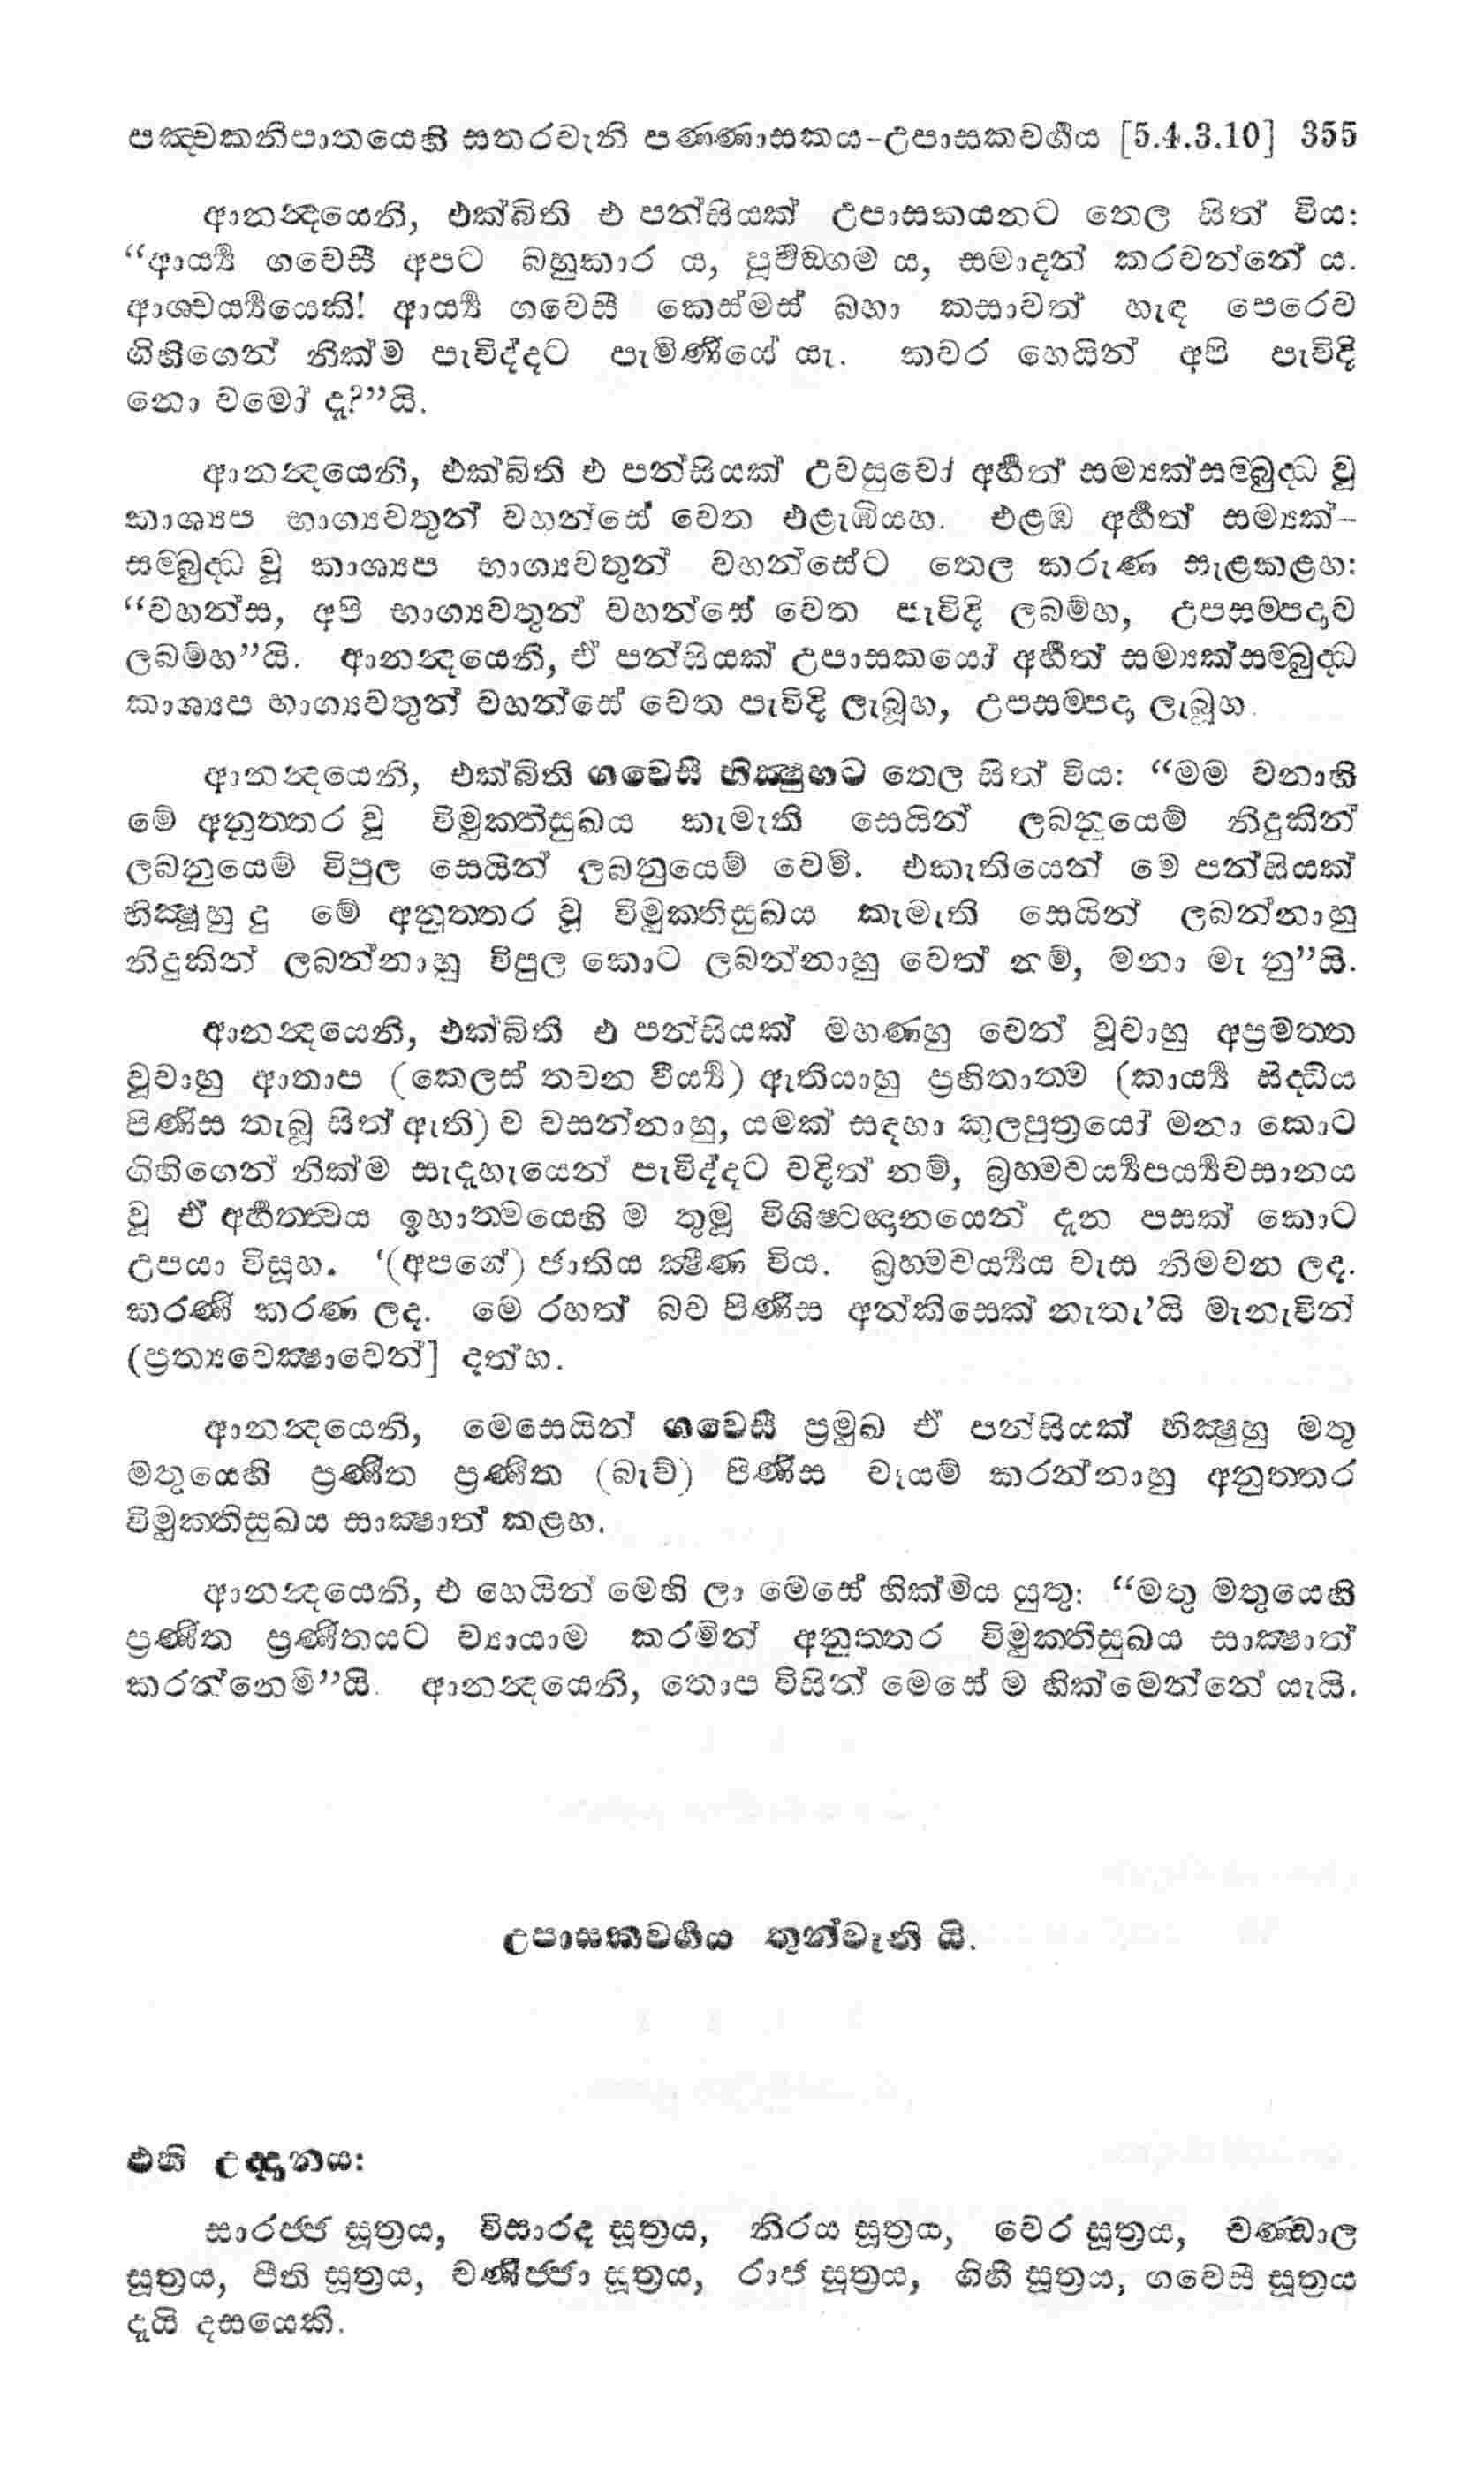 පඤ්චකනිපාතයෙහි සතරවැනි පණ්ණාසකය-උපාසකවර්ගය [5.4.3.10] 355
ආනන්දයෙනි, එක්බිති එ පන්සියක් උපාසකයනට තෙල සිත් විය:
“ආර්ය්‍ය ගවෙසී අපට බහුකාර ය, පූර්වඞ්ගම ය, සමාදන් කරවන්නේ ය.
ආශ්චර්ය්‍යයෙකි! ආර්ය්‍ය ගවෙසී කෙස්මස් බහා කසාවත් හැඳ පෙරෙව
ගිහිගෙන් නික්ම පැවිද්දට පැමිණියේ යැ. කවර හෙයින් අපි පැවිදි
නො වමෝ දැ?”යි.
ආනන්දයෙනි, එක්බිති එ පන්සියක් උවසුවෝ අර්හත් සම්‍යක්සම්බුද්ධ වූ
කාශ්‍යප භාග්‍යවතුන් වහන්සේ වෙත එළැඹියහ. එළඹ අර්හත් සම්‍යක්-
සම්බුද්ධ වූ කාශ්‍යප භාග්‍යවතුන් වහන්සේට තෙල කරුණ සැළකළහ:
“වහන්ස, අපි භාග්‍යවතුන් වහන්සේ වෙත පැවිදි ලබම්හ, උපසම්පදාව
ලබම්හ”යි. ආනන්දයෙනි, ඒ පන්සියක් උපාසකයෝ අර්හත් සම්‍යක්සම්බුද්ධ
කාශ්‍යප භාග්‍යවතුන් වහන්සේ වෙත පැවිදි ලැබූහ, උපසම්පදා ලැබූහ.
ආනන්දයෙනි, එක්බිති ගවෙසී භික්‍ෂුහට තෙල සිත් විය: “මම වනාහි
මේ අනුත්තර වූ විමුක්තිසුඛය කැමැති සෙයින් ලබනුයෙම් නිදුකින්
ලබනුයෙම් විපුල සෙයින් ලබනුයෙම් වෙමි. එකැතියෙන් මේ පන්සියක්
භික්‍ෂූහු දු මේ අනුත්තර වූ විමුක්තිසුඛය කැමැති සෙයින් ලබන්නාහු
නිදුකින් ලබන්නාහු විපුල කොට ලබන්නාහු වෙත් නම්, මනා මැ නු”යි.
ආනන්දයෙනි, එක්බිති එ පන්සියක් මහණහු වෙන් වූවාහු අප්‍රමත්ත
වූවාහු ආතාප (කෙලෙස් තවන වීර්ය්‍ය) ඇතියාහු ප්‍රහිතාත්ම (කාර්ය්‍ය සිද්ධිය
පිණිස තැබූ සිත් ඇති) ව වසන්නාහු, යමක් සඳහා කුලපුත්‍රයෝ මනා කොට
ගිහිගෙන් නික්ම සැදැහැයෙන් පැවිද්දට වදිත් නම්, බ්‍රහ්මචර්ය්‍යපර්ය්‍යවසානය
වූ ඒ අර්හත්ත්වය ඉහාත්මයෙහි ම තුමූ විශිෂ්ටඥානයෙන් දැන පසක් කොට
උපයා විසූහ. ‘(අපගේ) ජාතිය ක්‍ෂීණ විය. බ්‍රහ්මචර්ය්‍යය වැස නිමවන ලද.
කරණි කරණ ලද. මේ රහත් බව පිණිස අන්කිසෙක් නැතැ’යි මැනැවින්
(ප්‍රත්‍යවෙක්‍ෂාවෙන්] දත්හ.
ආනන්දයෙනි, මෙසෙයින් ගවෙසී ප්‍රමුඛ ඒ පන්සියක් භික්‍ෂුහු මතු
මතුයෙහි ප්‍රණීත ප්‍රණීත (බැව්) පිණිස වෑයම් කරන්නාහු අනුත්තර
විමුක්තිසුඛය සාක්‍ෂාත් කළහ.
ආනන්දයෙනි, එ හෙයින් මෙහි ලා මෙසේ හික්මිය යුතු: “මතු මතුයෙහි
ප්‍රණීත ප්‍රණීතයට ව්‍යායාම කරමින් අනුත්තර විමුක්තිසුඛය සාක්‍ෂාත්
කරන්නෙමි”යි. ආනන්දයෙනි, තොප විසින් මෙසේ ම හික්මෙන්නේ යැයි.
උපාසකවර්ගය තුන්වැනි යි.
එහි උද්දානය:
සාරජ්ජ සූත්‍රය, විසාරද සූත්‍රය, නිරය සූත්‍රය, වෙර සූත්‍රය, චණ්ඩාල
සූත්‍රය, පීති සූත්‍රය, වණිජ්ජා සූත්‍රය, රාජ සූත්‍රය, ගිහී සූත්‍රය, ගවෙසී සූත්‍රය
දැයි දසයෙකි.